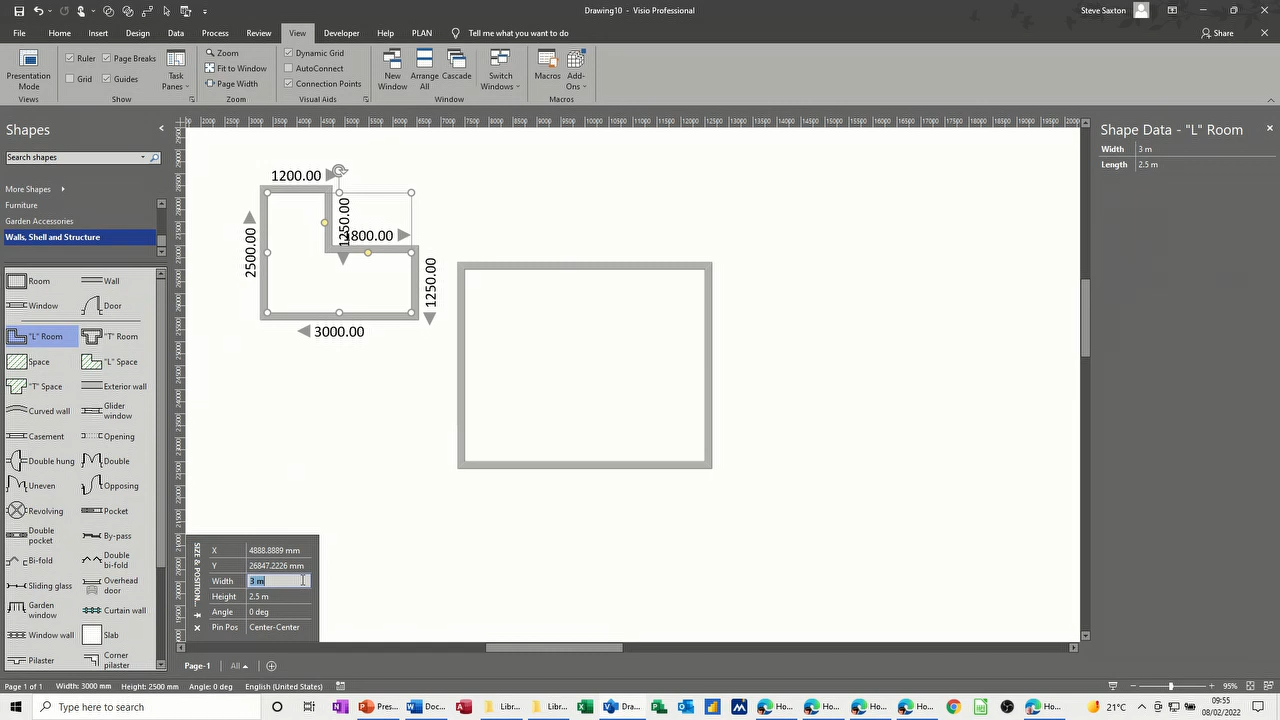 Drawing10 - Visio Professional
Steve Saxton
File Home Insert Design Data Process Review View Developer Help PLAN Tell me what you want to do Share
Presentation Mode
Ruler Page Breaks
Grid Guides
Task Panes
Zoom
Fit to Window
Page Width
Dynamic Grid
AutoConnect
Connection Points
New Window
Arrange All
Cascade
Switch Windows
Macros
Add-Ons
Views Show Zoom Visual Aids Window Macros
Shapes
Search shapes
More Shapes
Furniture
Garden Accessories
Walls, Shell and Structure
Room Wall
Window Door
"L" Room "T" Room
Space "L" Space
"T" Space Exterior wall
Curved wall Glider window
Casement Opening
Double hung Double
Uneven Opposing
Revolving Pocket
Double pocket By-pass
Bi-fold Double bi-fold
Sliding glass Overhead door
Garden window Curtain wall
Window wall Slab
Pilaster Corner pilaster
1200.00
1250.00
1800.00
2500.00
1250.00
3000.00
SIZE & POSITION...
X 4888.8889 mm
Y 26847.2226 mm
Width 3 m
Height 2.5 m
Angle 0 deg
Pin Pos Center-Center
Shape Data - "L" Room
Width 3 m
Length 2.5 m
Page-1 All
Page 1 of 1 Width: 3000 mm Height: 2500 mm Angle: 0 deg English (United States) 95%
Type here to search
Pres... Doc... Libr... Libr... Dra... Ho... Ho... Ho... Ho... Ho...
21°C
09:55
08/02/2022